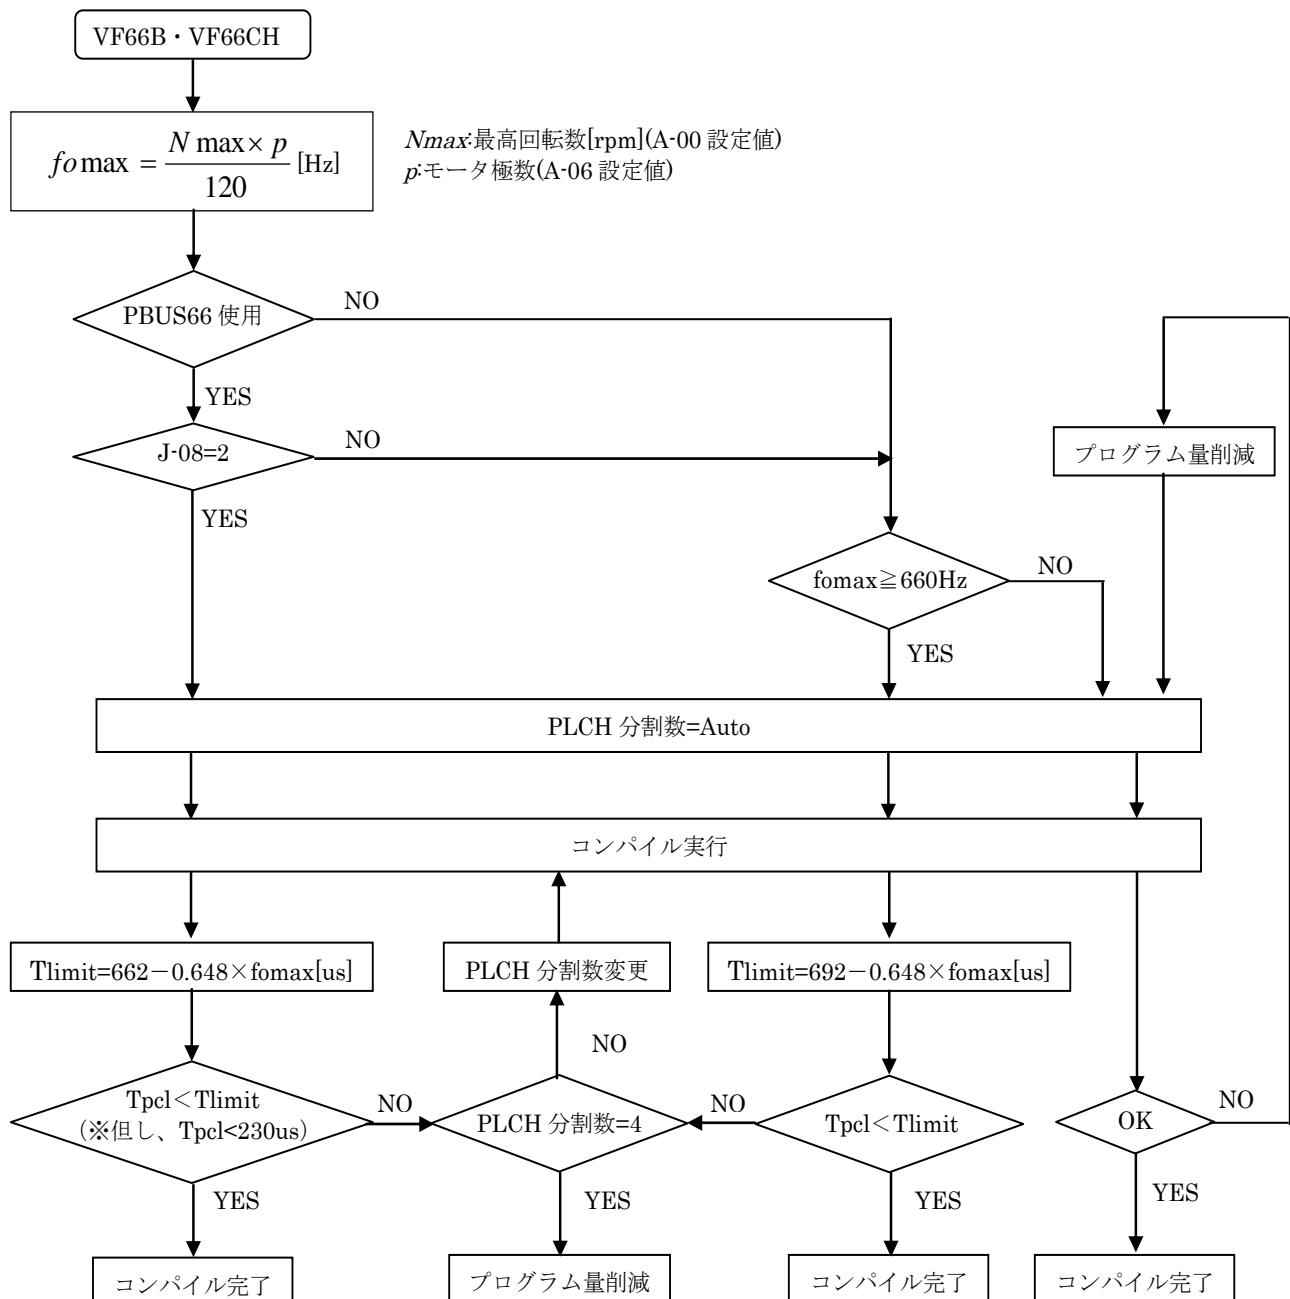 VF66B・VF66CH
fomax = Nmax×p / 120 [Hz]
Nmax:最高回転数[rpm](A-00 設定値)
p:モータ極数(A-06 設定値)
PBUS66 使用
NO
YES
J-08=2
NO
YES
プログラム量削減
fomax≧660Hz
NO
YES
PLCH 分割数=Auto
コンパイル実行
Tlimit=662－0.648×fomax[us]
PLCH 分割数変更
Tlimit=692－0.648×fomax[us]
NO
Tpcl＜Tlimit
(※但し、Tpcl<230us)
NO
PLCH 分割数=4
NO
Tpcl＜Tlimit
OK
NO
YES
YES
YES
YES
コンパイル完了
プログラム量削減
コンパイル完了
コンパイル完了